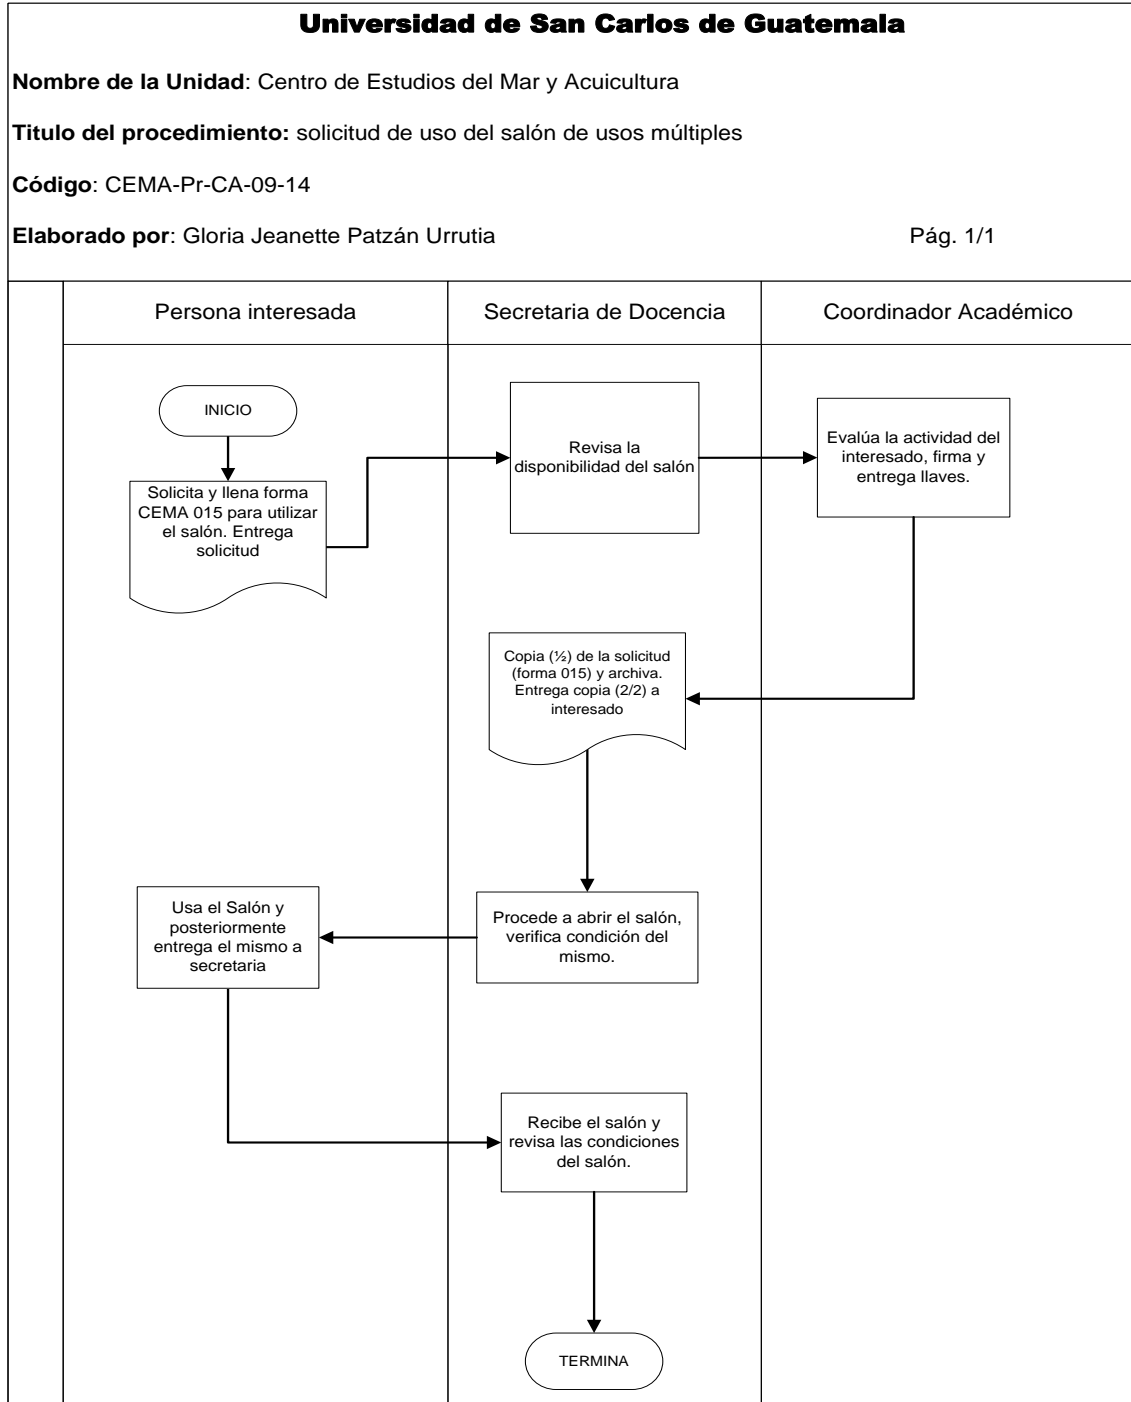 Universidad de San Carlos de Guatemala
Nombre de la Unidad: Centro de Estudios del Mar y Acuicultura
Titulo del procedimiento: solicitud de uso del salón de usos múltiples
Código: CEMA-Pr-CA-09-14
Elaborado por: Gloria Jeanette Patzán Urrutia Pág. 1/1
Persona interesada
Secretaria de Docencia
Coordinador Académico
INICIO
Solicita y llena forma
CEMA 015 para utilizar
el salón. Entrega
solicitud
Revisa la
disponibilidad del salón
Evalúa la actividad del
interesado, firma y
entrega llaves.
Copia (½) de la solicitud
(forma 015) y archiva.
Entrega copia (2/2) a
interesado
Procede a abrir el salón,
verifica condición del
mismo.
Usa el Salón y
posteriormente
entrega el mismo a
secretaria
Recibe el salón y
revisa las condiciones
del salón.
TERMINA